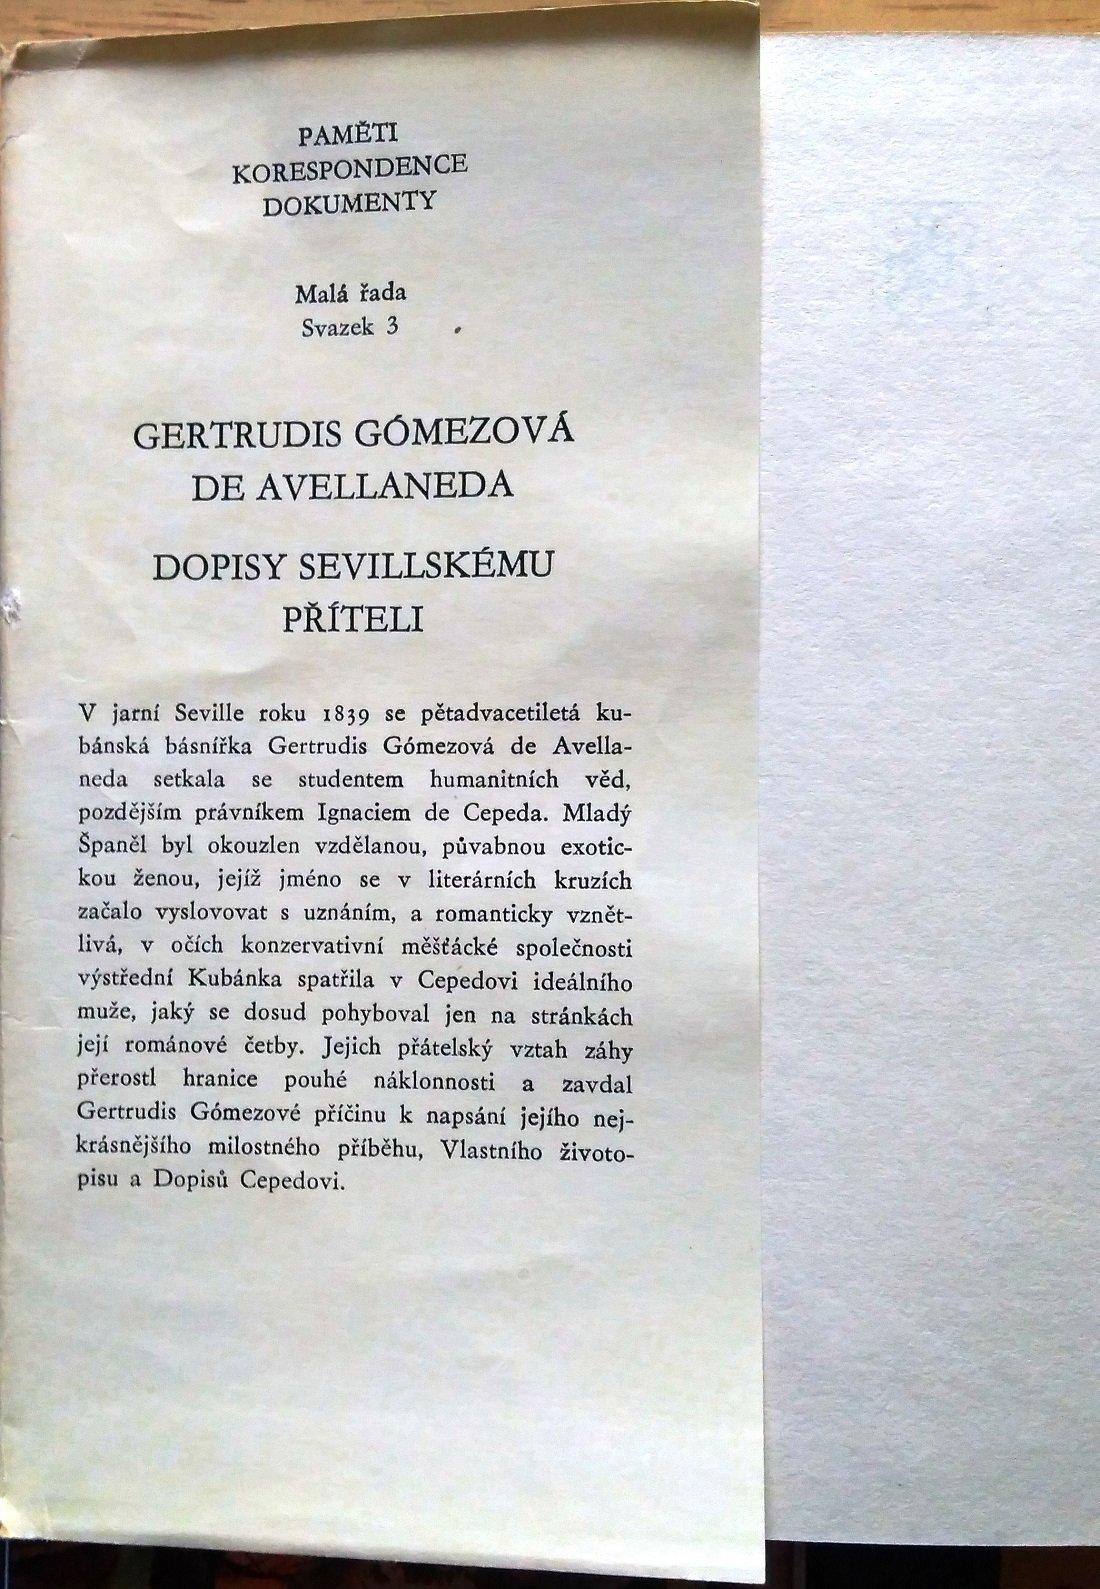 PAMĚTI
KORESPONDENCE
DOKUMENTY
Malá řada
Svazek 3
GERTRUDIS GÓMEZOVÁ
DE AVELLANEDA
DOPISY SEVILLSKÉMU
PŘÍTELI
V jarní Seville roku 1839 se pětadvacetiletá ku-
bánská básnířka Gertrudis Gómezová de Avella-
neda setkala se studentem humanitních věd,
pozdějším právníkem Ignaciem de Cepeda. Mladý
Španěl byl okouzlen vzdělanou, půvabnou exotic-
kou ženou, jejíž jméno se v literárních kruzích
začalo vyslovovat s uznáním, a romanticky vznět-
livá, v očích konzervativní měšťácké společnosti
výstřední Kubánka spatřila v Cepedovi ideálního
muže, jaký se dosud pohyboval jen na stránkách
její románové četby. Jejich přátelský vztah záhy
přerostl hranice pouhé náklonnosti a zavdal
Gertrudis Gómezové příčinu k napsání jejího nej-
krásnějšího milostného příběhu, Vlastního životo-
pisu a Dopisů Cepedovi.